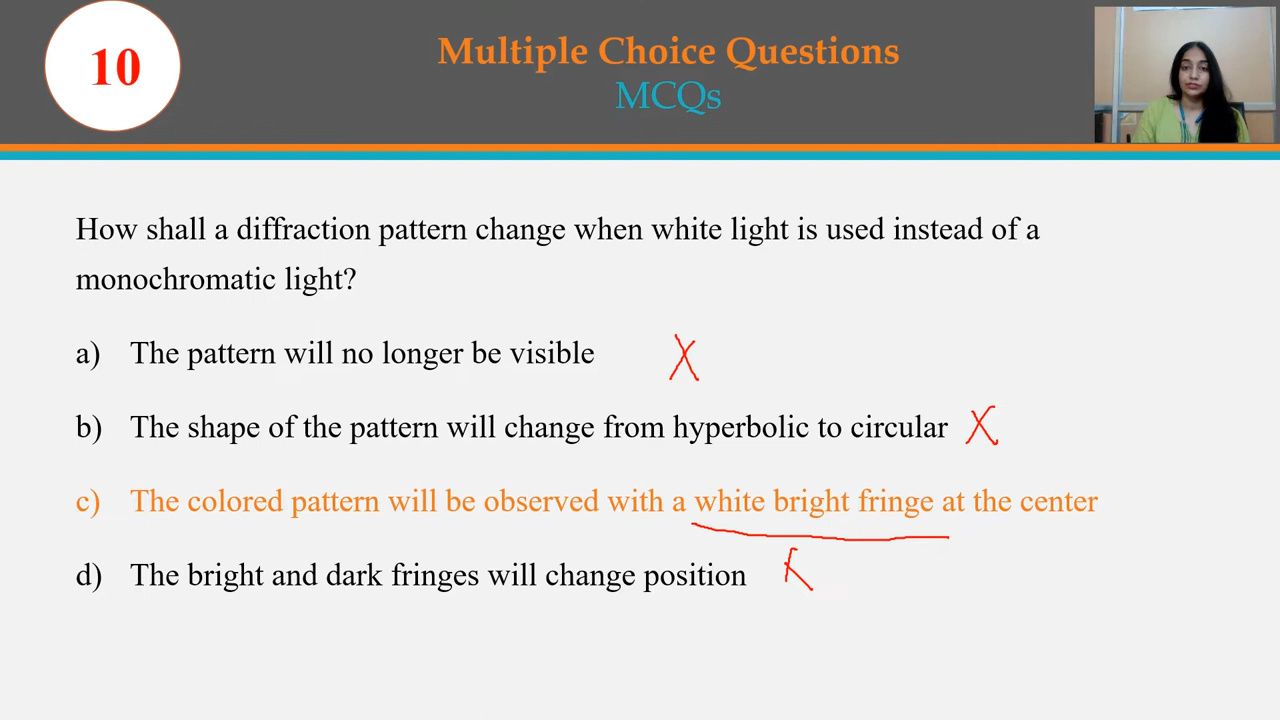 10
Multiple Choice Questions
MCQs
How shall a diffraction pattern change when white light is used instead of a
monochromatic light?
a) The pattern will no longer be visible
b) The shape of the pattern will change from hyperbolic to circular
c) The colored pattern will be observed with a white bright fringe at the center
d) The bright and dark fringes will change position